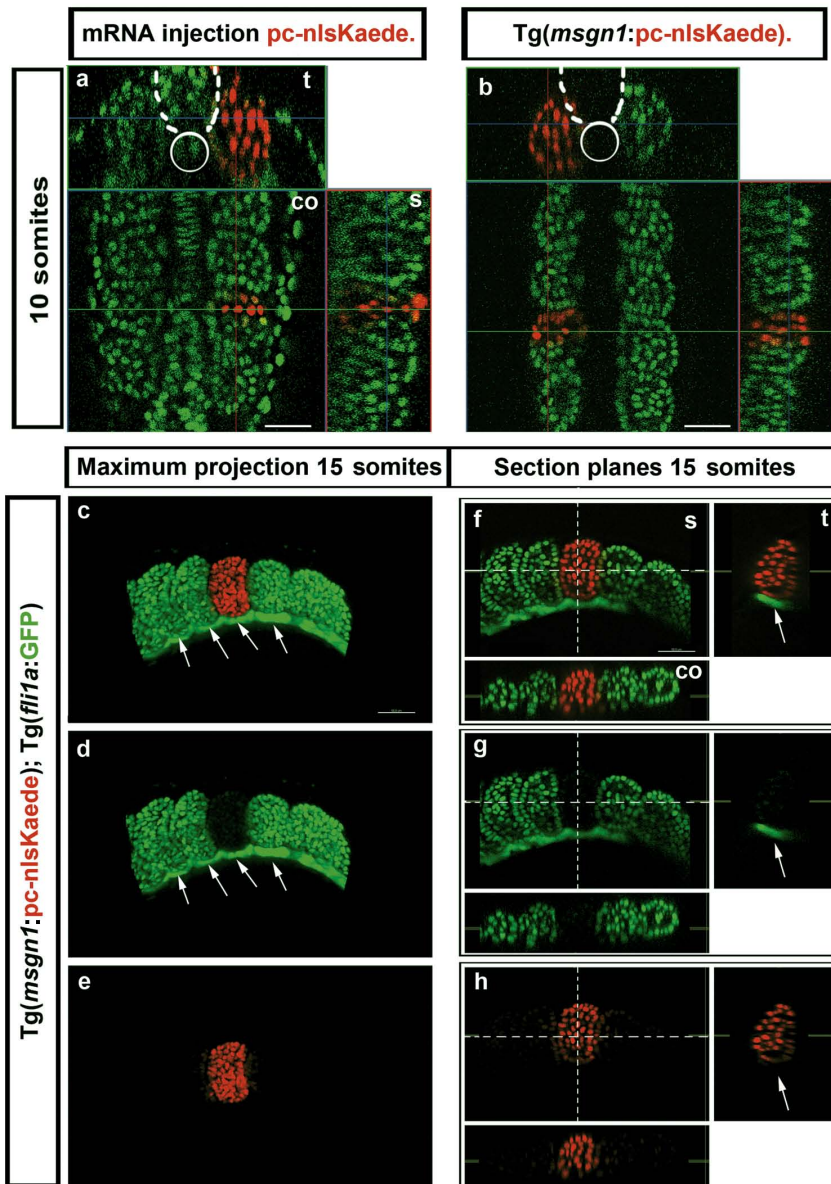 mRNA injection pc-nlsKaede.
Tg(msgn1:pc-nlsKaede).
10 somites
a
t
co
s
b
Maximum projection 15 somites
Section planes 15 somites
Tg(msgn1:pc-nlsKaede); Tg(fli1a:GFP)
c
d
e
f
s
t
co
g
h